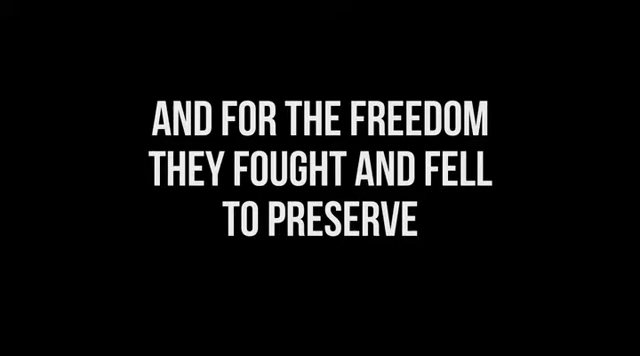 AND FOR THE FREEDOM
THEY FOUGHT AND FELL
TO PRESERVE